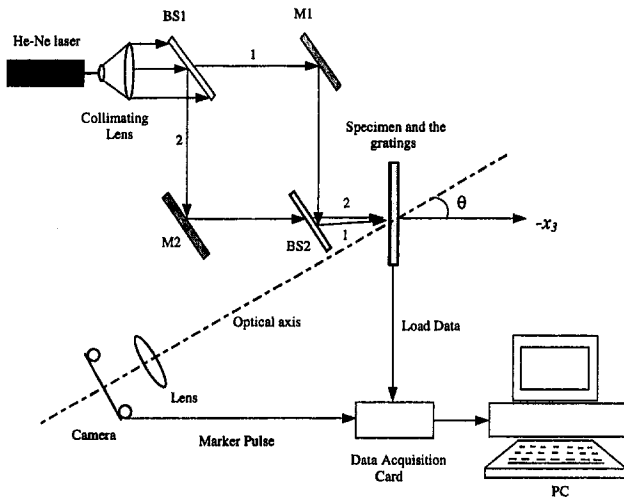 BS1
M1
He-Ne laser
1
Collimating
Lens
2
Specimen and the
gratings
θ
2
1
-x3
M2
BS2
Optical axis
Load Data
Lens
Camera
Marker Pulse
Data Acquisition
Card
PC